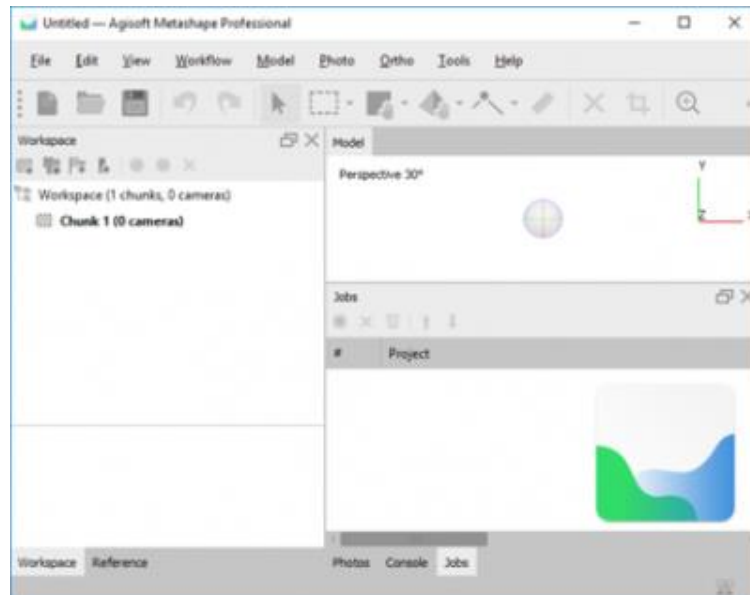 Untitled — Agisoft Metashape Professional
File Edit View Workflow Model Photo Ortho Tools Help
Workspace
Model
Perspective 30°
Y
Z
X
Workspace (1 chunks, 0 cameras)
Chunk 1 (0 cameras)
Jobs
# Project
Workspace Reference
Photos Console Jobs